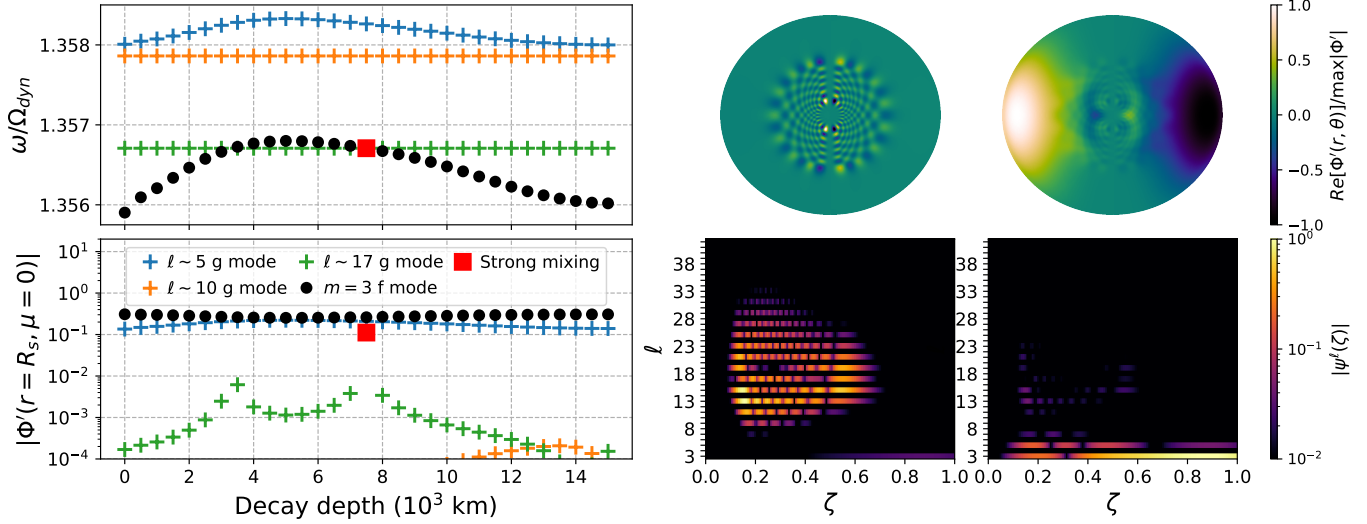 ω/Ω_dyn
1.358
1.357
1.356
|Φ′(r = R_s, μ = 0)|
10^1
10^0
10^-1
10^-2
10^-3
10^-4
ℓ ~ 5 g mode
ℓ ~ 10 g mode
ℓ ~ 17 g mode
m = 3 f mode
Strong mixing
0 2 4 6 8 10 12 14
Decay depth (10^3 km)
1.0
0.5
0.0
−0.5
−1.0
Re[Φ′(r, θ)]/max|Φ′|
ℓ
38
33
28
23
18
13
8
3
0.0 0.2 0.4 0.6 0.8 1.0
ζ
38
33
28
23
18
13
8
3
0.0 0.2 0.4 0.6 0.8 1.0
ζ
10^0
10^-1
10^-2
|ψ^ℓ(ζ)|